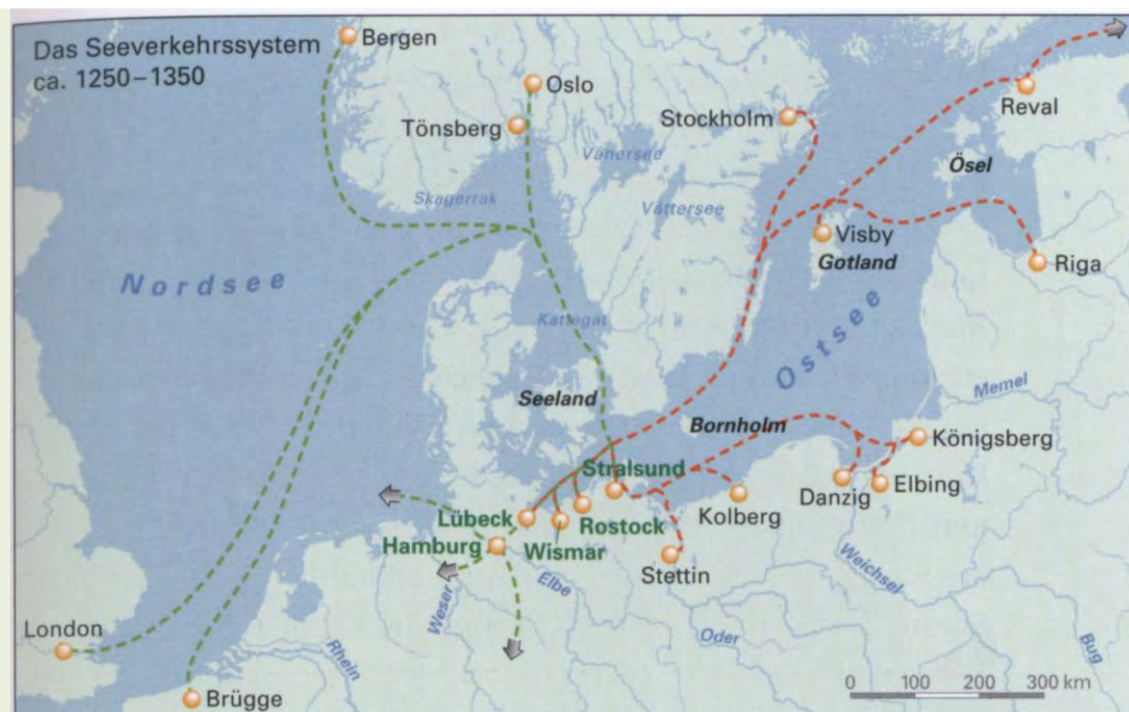 Das Seeverkehrssystem
ca. 1250–1350
Bergen
Oslo
Tönsberg
Stockholm
Reval
Ösel
Vänersee
Skagerrak
Vättersee
Visby
Gotland
Riga
Nordsee
Kattegat
Ostsee
Seeland
Bornholm
Memel
Königsberg
Stralsund
Danzig
Elbing
Kolberg
Lübeck
Rostock
Hamburg
Wismar
Stettin
Elbe
Weser
Weichsel
London
Rhein
Oder
Bug
Brügge
0 100 200 300 km